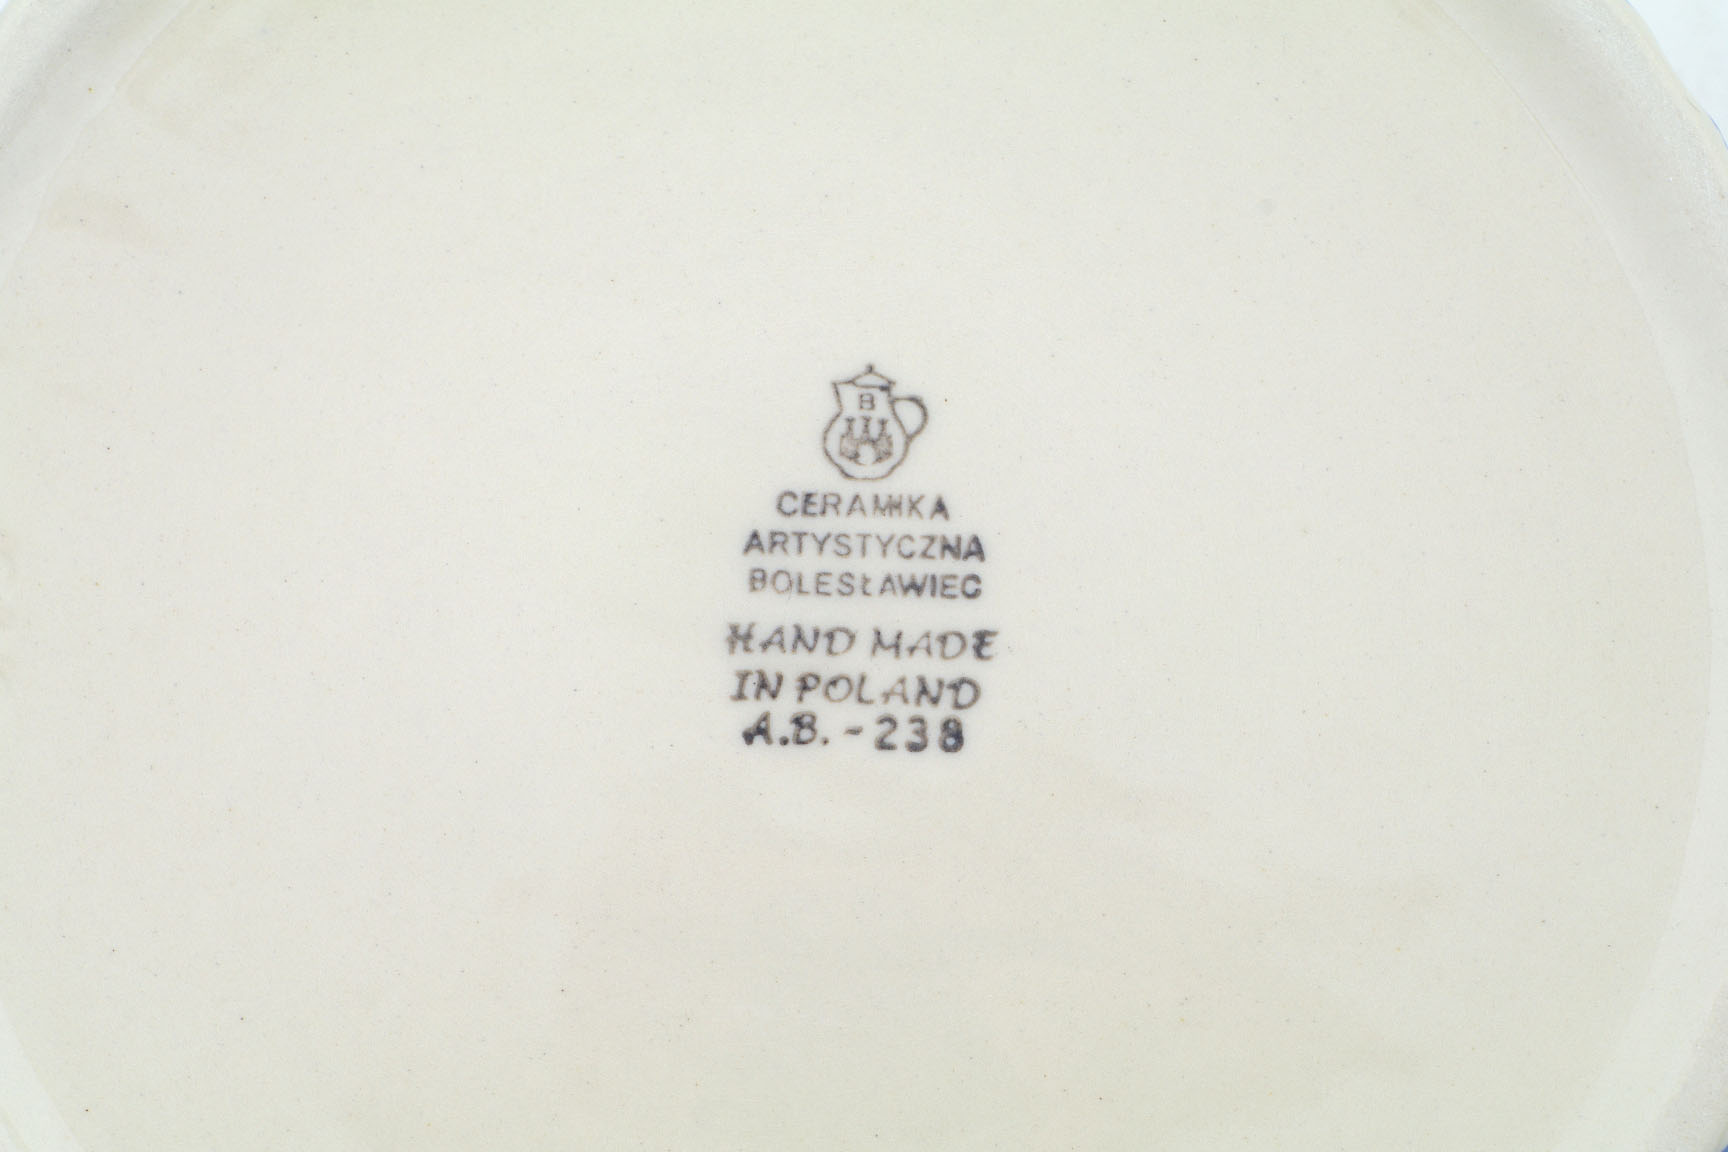 B
CERAMIKA
ARTYSTYCZNA
BOLESŁAWIEC
HAND MADE
IN POLAND
A.B. - 238